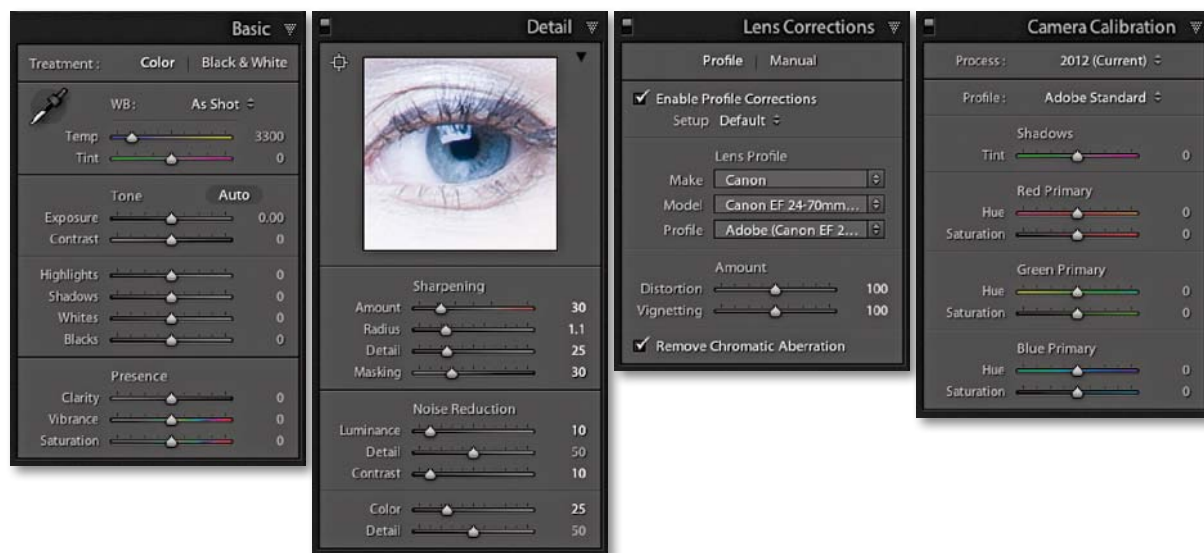 Basic
Treatment : Color | Black & White
WB : As Shot
Temp 3300
Tint 0
Tone Auto
Exposure 0.00
Contrast 0
Highlights 0
Shadows 0
Whites 0
Blacks 0
Presence
Clarity 0
Vibrance 0
Saturation 0
Detail
Sharpening
Amount 30
Radius 1.1
Detail 25
Masking 30
Noise Reduction
Luminance 10
Detail 50
Contrast 10
Color 25
Detail 50
Lens Corrections
Profile | Manual
Enable Profile Corrections
Setup Default
Lens Profile
Make Canon
Model Canon EF 24-70mm...
Profile Adobe (Canon EF 2...
Amount
Distortion 100
Vignetting 100
Remove Chromatic Aberration
Camera Calibration
Process : 2012 (Current)
Profile : Adobe Standard
Shadows
Tint 0
Red Primary
Hue 0
Saturation 0
Green Primary
Hue 0
Saturation 0
Blue Primary
Hue 0
Saturation 0